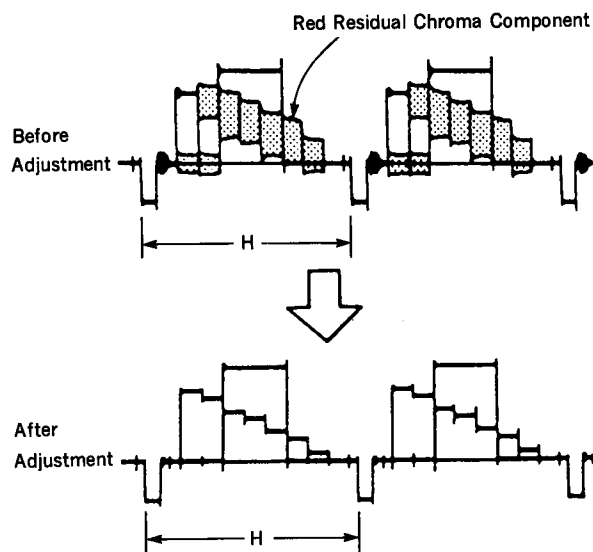 Red Residual Chroma Component
Before
Adjustment
H
After
Adjustment
H